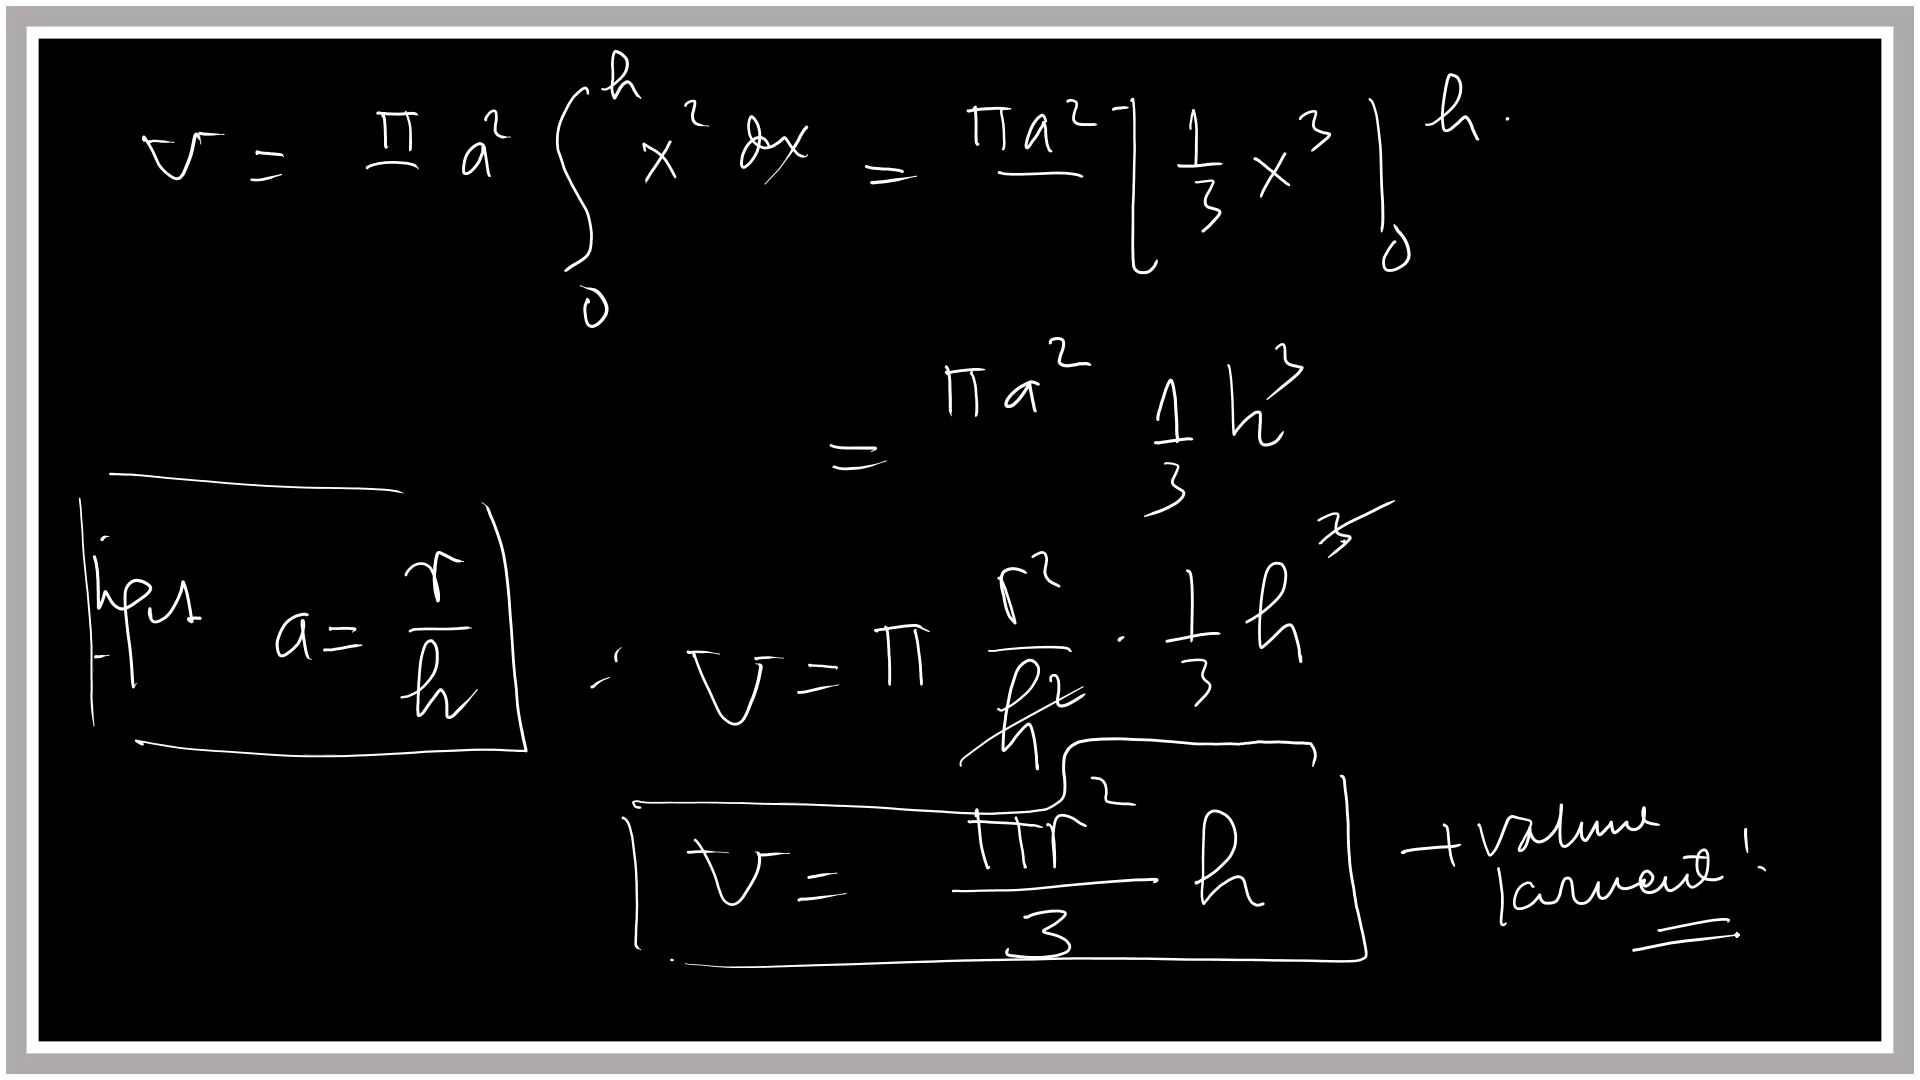 V = π a² ∫₀ʰ x² dx = πa² [1/3 x³]₀ʰ.
= πa² 1/3 h³
a = r/h ∴ V = π r²/h² · 1/3 h³
V = πr²/3 h → Volume